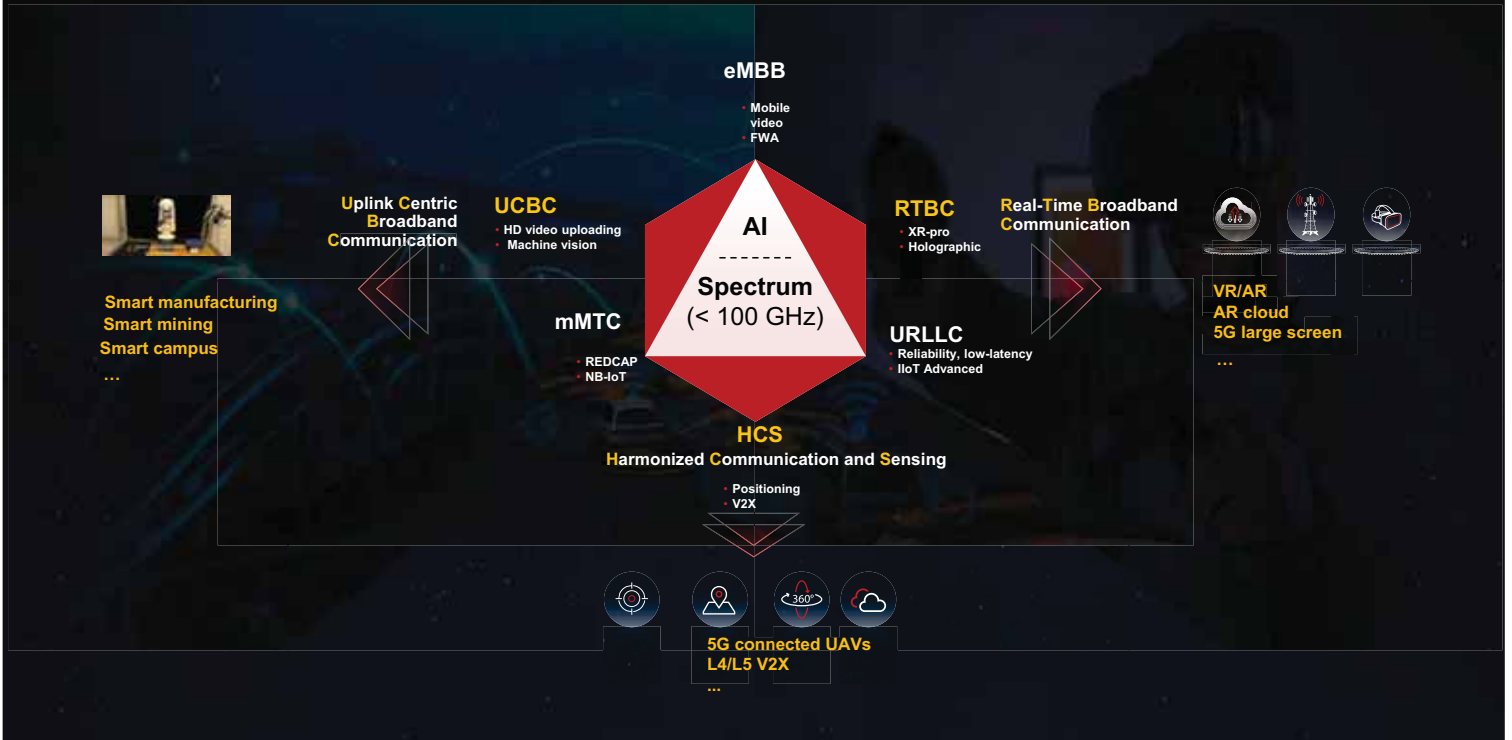 eMBB
• Mobile
video
• FWA
Uplink Centric
Broadband
Communication
UCBC
• HD video uploading
• Machine vision
AI
Spectrum
(< 100 GHz)
RTBC
• XR-pro
• Holographic
Real-Time Broadband
Communication
Smart manufacturing
Smart mining
Smart campus
...
mMTC
• REDCAP
• NB-IoT
URLLC
• Reliability, low-latency
• IIoT Advanced
VR/AR
AR cloud
5G large screen
...
HCS
Harmonized Communication and Sensing
• Positioning
• V2X
360°
5G connected UAVs
L4/L5 V2X
...